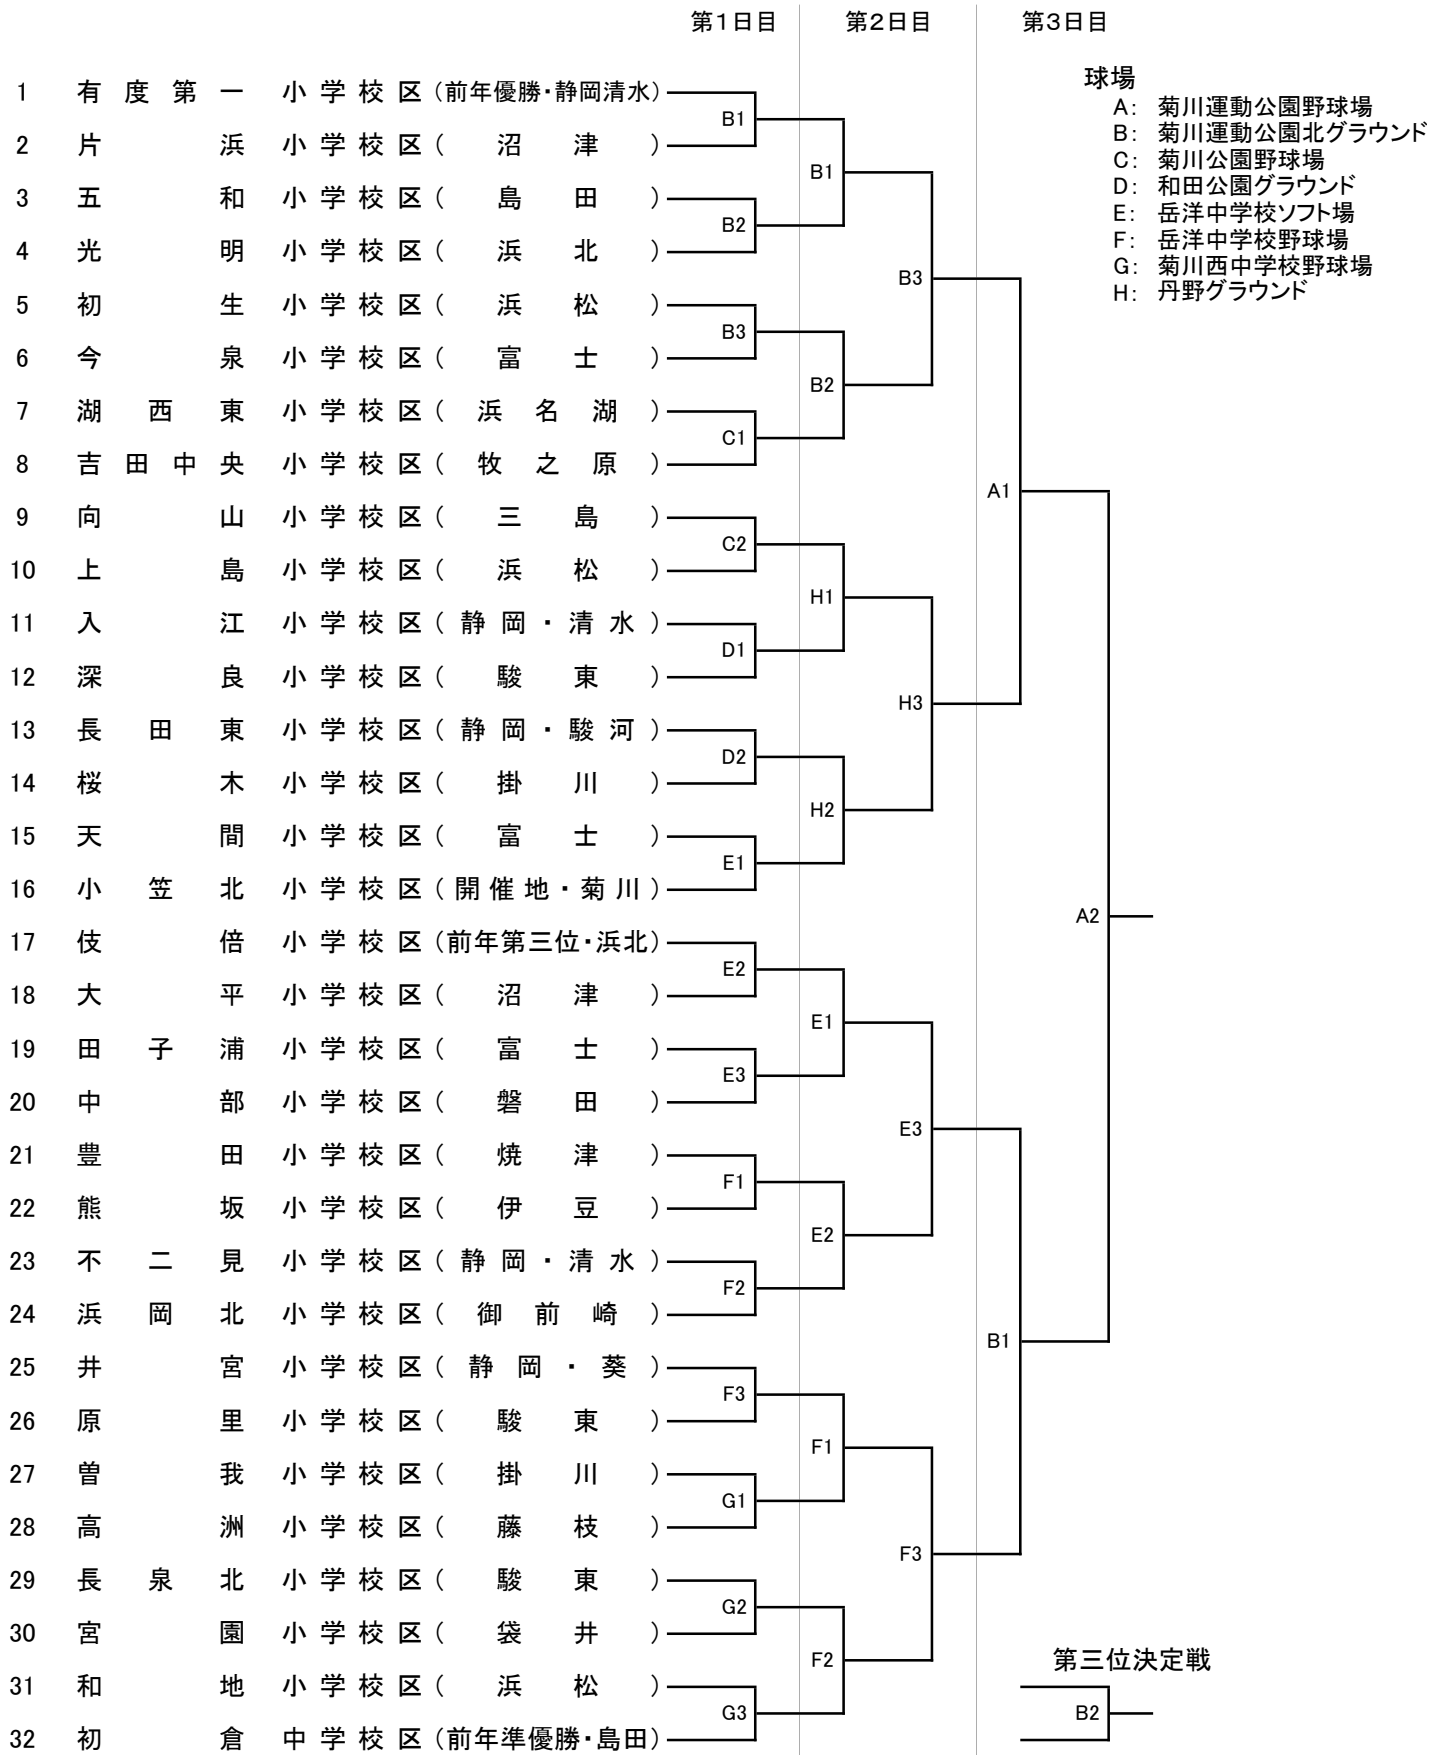 第1日目 第2日目 第3日目
1 有度第一小学校区(前年優勝・静岡清水)
2 片浜小学校区(沼津)
3 五和小学校区(島田)
4 光明小学校区(浜北)
5 初生小学校区(浜松)
6 今泉小学校区(富士)
7 湖西東小学校区(浜名湖)
8 吉田中央小学校区(牧之原)
9 向山小学校区(三島)
10 上島小学校区(浜松)
11 入江小学校区(静岡・清水)
12 深良小学校区(駿東)
13 長田東小学校区(静岡・駿河)
14 桜木小学校区(掛川)
15 天間小学校区(富士)
16 小笠北小学校区(開催地・菊川)
17 伎倍小学校区(前年第三位・浜北)
18 大平小学校区(沼津)
19 田子浦小学校区(富士)
20 中部小学校区(磐田)
21 豊田小学校区(焼津)
22 熊坂小学校区(伊豆)
23 不二見小学校区(静岡・清水)
24 浜岡北小学校区(御前崎)
25 井宮小学校区(静岡・葵)
26 原里小学校区(駿東)
27 曽我小学校区(掛川)
28 高洲小学校区(藤枝)
29 長泉北小学校区(駿東)
30 宮園小学校区(袋井)
31 和地小学校区(浜松)
32 初倉中学校区(前年準優勝・島田)
B1
B2
B3
C1
C2
D1
D2
E1
E2
E3
F1
F2
F3
G1
G2
G3
B1
B2
H1
H2
E1
E2
F1
F2
B3
H3
E3
F3
A1
B1
A2
球場
A: 菊川運動公園野球場
B: 菊川運動公園北グラウンド
C: 菊川公園野球場
D: 和田公園グラウンド
E: 岳洋中学校ソフト場
F: 岳洋中学校野球場
G: 菊川西中学校野球場
H: 丹野グラウンド
第三位決定戦
B2